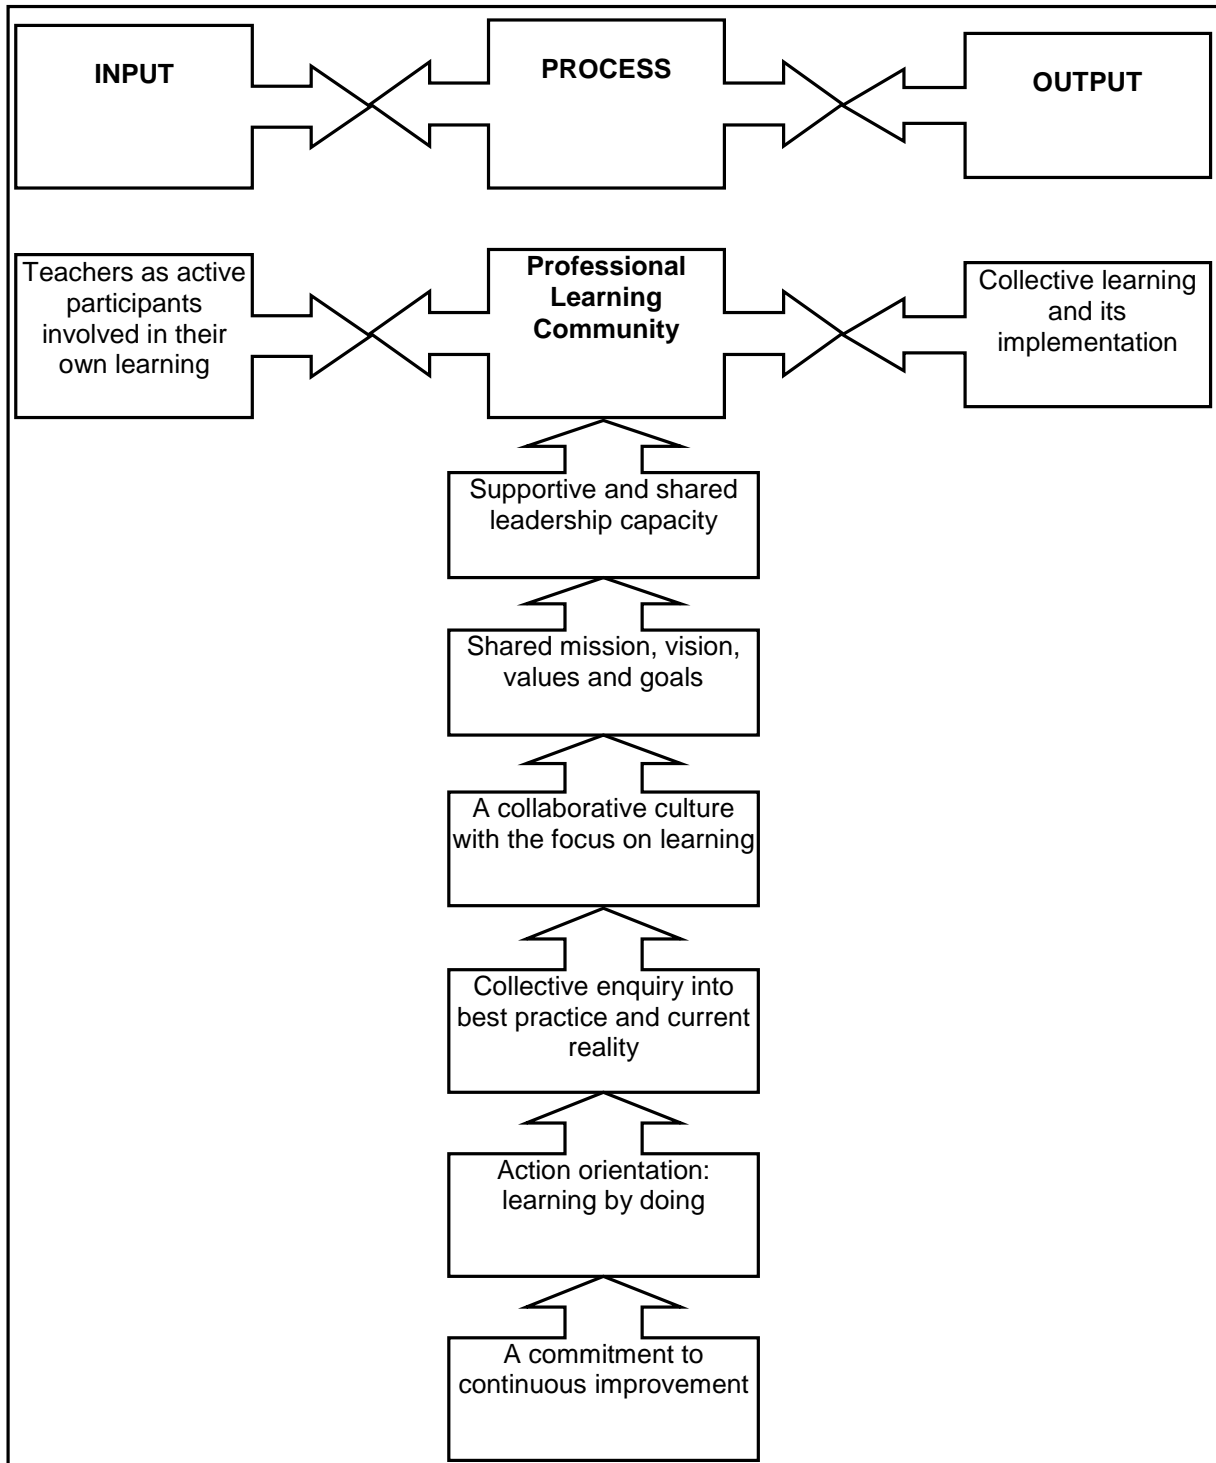 INPUT
PROCESS
OUTPUT
Teachers as active
participants
involved in their
own learning
Professional
Learning
Community
Collective learning
and its
implementation
Supportive and shared
leadership capacity
Shared mission, vision,
values and goals
A collaborative culture
with the focus on learning
Collective enquiry into
best practice and current
reality
Action orientation:
learning by doing
A commitment to
continuous improvement